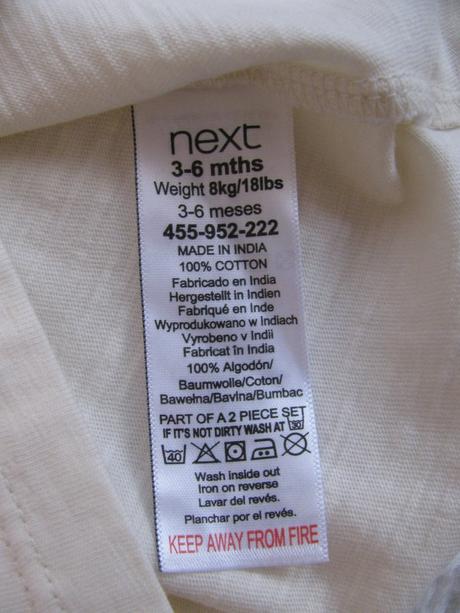 next
3-6 mths
Weight 8kg/18lbs
3-6 meses
455-952-222
MADE IN INDIA
100% COTTON
Fabricado en India
Hergestellt in Indien
Fabriqué en Inde
Wyprodukowano w Indiach
Vyrobeno v Indii
Fabricat în India
100% Algodón/
Baumwolle/Coton/
Bawełna/Bavlna/Bumbac
PART OF A 2 PIECE SET
IF IT'S NOT DIRTY WASH AT 30
40
Wash inside out
Iron on reverse
Lavar del revés.
Planchar por el revés.
KEEP AWAY FROM FIRE